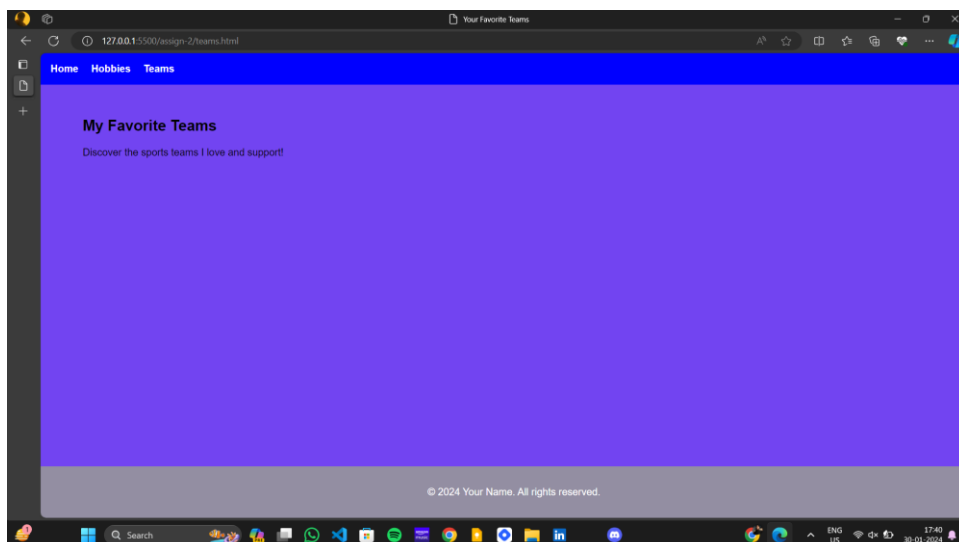 Your Favorite Teams
127.0.0.1:5500/assign-2/teams.html
Home Hobbies Teams
My Favorite Teams
Discover the sports teams I love and support!
© 2024 Your Name. All rights reserved.
Search
ENG
US
17:40
30-01-2024